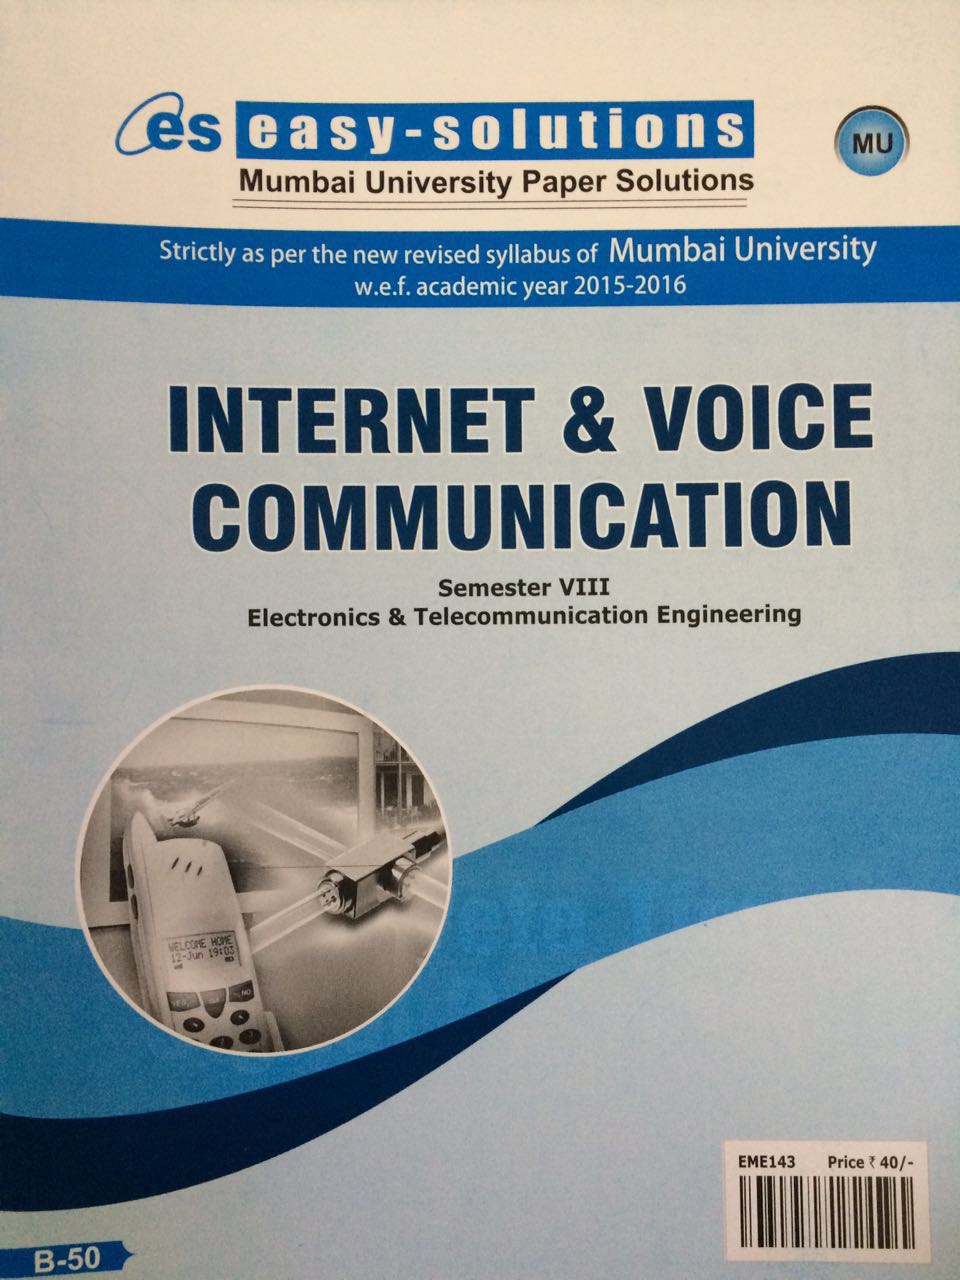 es easy-solutions
MU
Mumbai University Paper Solutions
Strictly as per the new revised syllabus of Mumbai University
w.e.f. academic year 2015-2016
INTERNET & VOICE
COMMUNICATION
Semester VIII
Electronics & Telecommunication Engineering
WELCOME HOME
12-Jun 19:03
YES
NO
EME143 Price ₹ 40/-
B-50